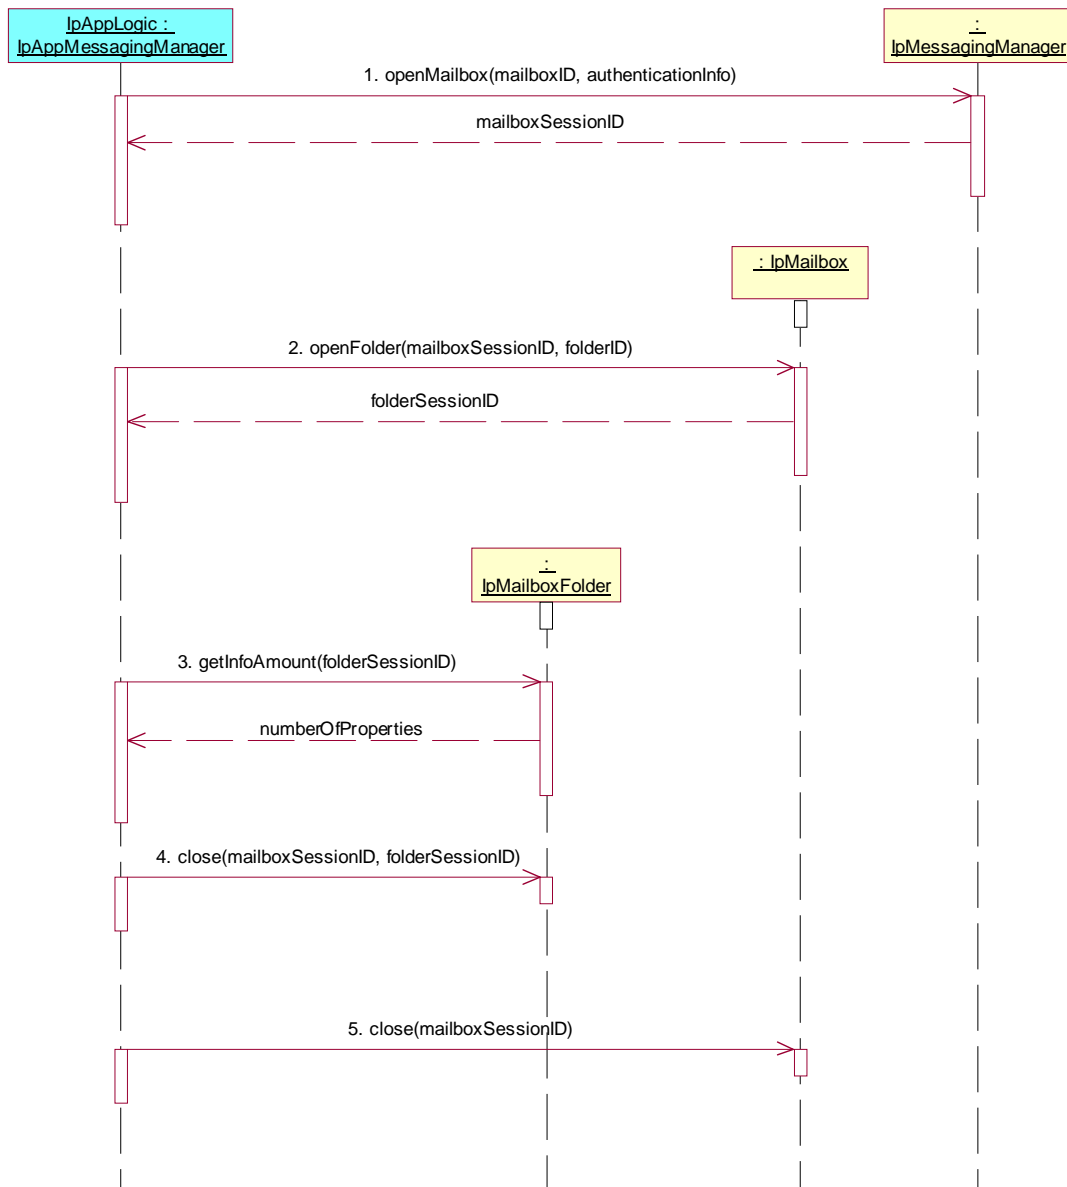 IpAppLogic :
IpAppMessagingManager
:
IpMessagingManager
1. openMailbox(mailboxID, authenticationInfo)
mailboxSessionID
: IpMailbox
2. openFolder(mailboxSessionID, folderID)
folderSessionID
:
IpMailboxFolder
3. getInfoAmount(folderSessionID)
numberOfProperties
4. close(mailboxSessionID, folderSessionID)
5. close(mailboxSessionID)